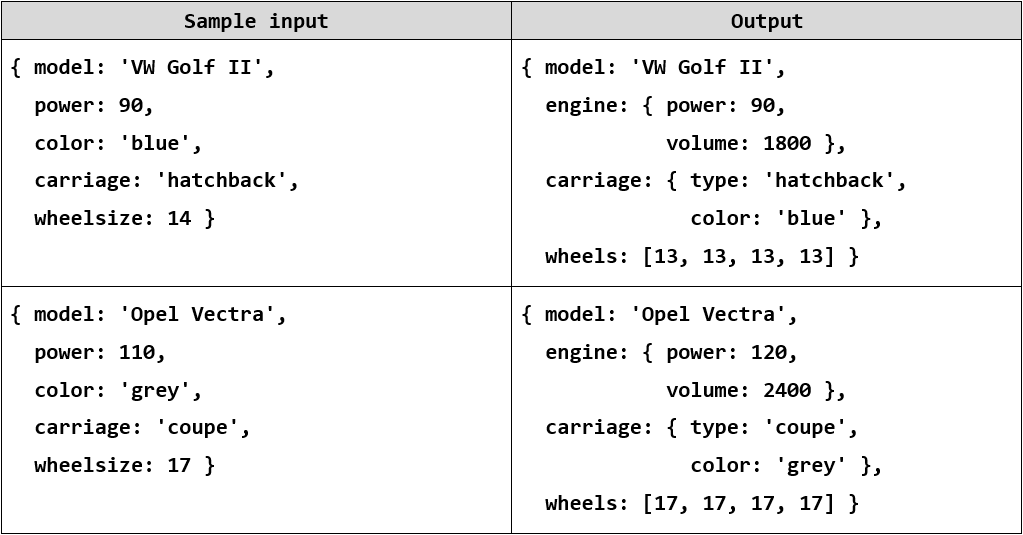 Sample input
Output
{ model: 'VW Golf II',
power: 90,
color: 'blue',
carriage: 'hatchback',
wheelsize: 14 }
{ model: 'VW Golf II',
engine: { power: 90,
volume: 1800 },
carriage: { type: 'hatchback',
color: 'blue' },
wheels: [13, 13, 13, 13] }
{ model: 'Opel Vectra',
power: 110,
color: 'grey',
carriage: 'coupe',
wheelsize: 17 }
{ model: 'Opel Vectra',
engine: { power: 120,
volume: 2400 },
carriage: { type: 'coupe',
color: 'grey' },
wheels: [17, 17, 17, 17] }